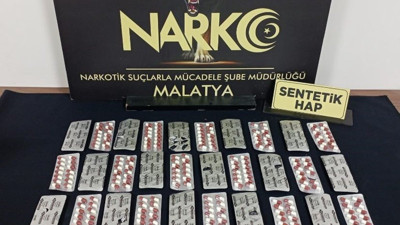 NARKO
NARKOTİK SUÇLARLA MÜCADELE ŞUBE MÜDÜRLÜĞÜ
MALATYA
SENTETİK
HAP